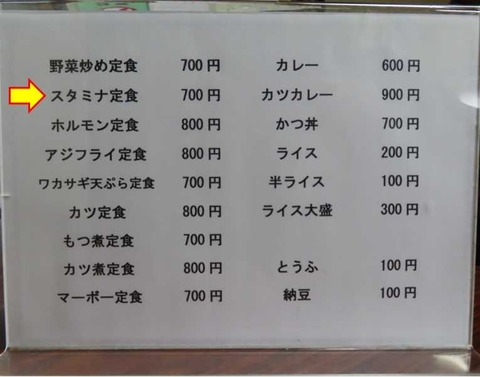 野菜炒め定食 700円
スタミナ定食 700円
ホルモン定食 800円
アジフライ定食 800円
ワカサギ天ぷら定食 700円
カツ定食 800円
もつ煮定食 700円
カツ煮定食 800円
マーボー定食 700円
カレー 600円
カツカレー 900円
かつ丼 700円
ライス 200円
半ライス 100円
ライス大盛 300円
とうふ 100円
納豆 100円